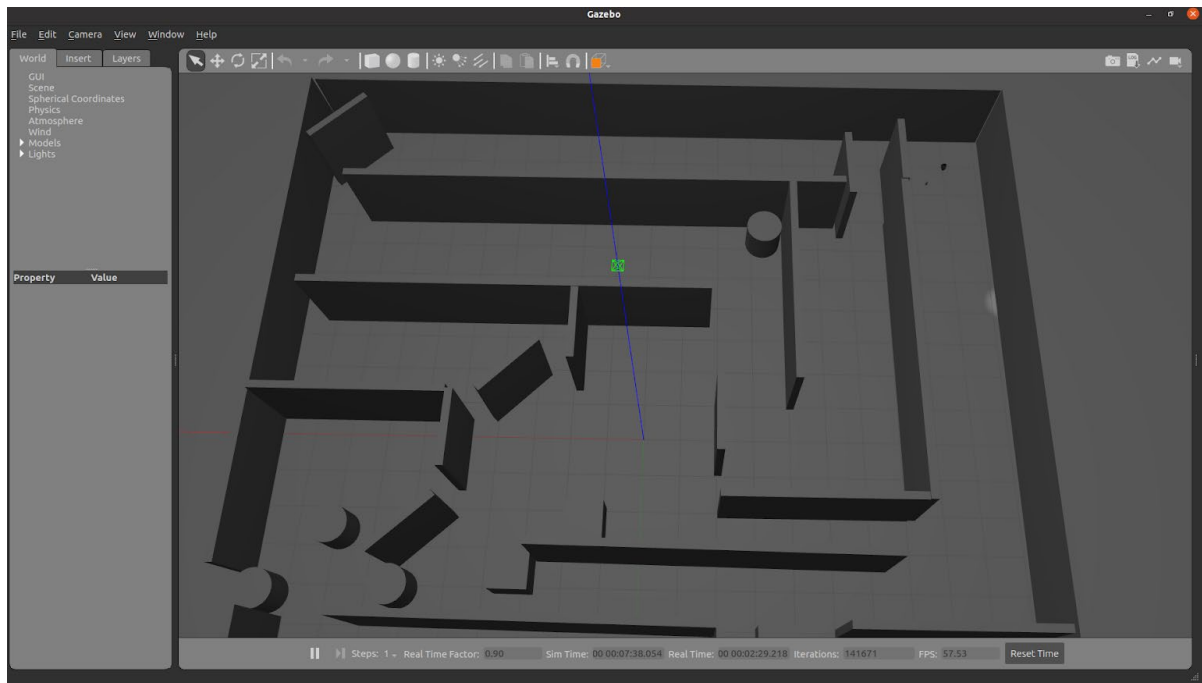 Gazebo
File Edit Camera View Window Help
World Insert Layers
GUI
Scene
Spherical Coordinates
Physics
Atmosphere
Wind
Models
Lights
Property Value
Steps: 1 Real Time Factor: 0.90 Sim Time: 00 00:07:38.054 Real Time: 00 00:02:29.218 Iterations: 141671 FPS: 57.53 Reset Time